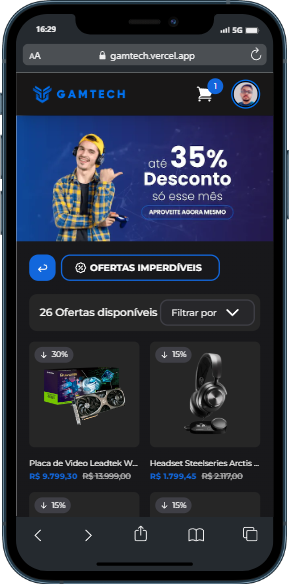 16:29
5G
AA
gamtech.vercel.app
GAMTECH
1
até 35%
Desconto
só esse mês
APROVEITE AGORA MESMO
OFERTAS IMPERDÍVEIS
26 Ofertas disponíveis
Filtrar por
30%
15%
Placa de Video Leadtek W...
R$ 9.799,30 R$ 13.999,00
Headset Steelseries Arctis ...
R$ 1.799,45 R$ 2.117,00
15%
15%